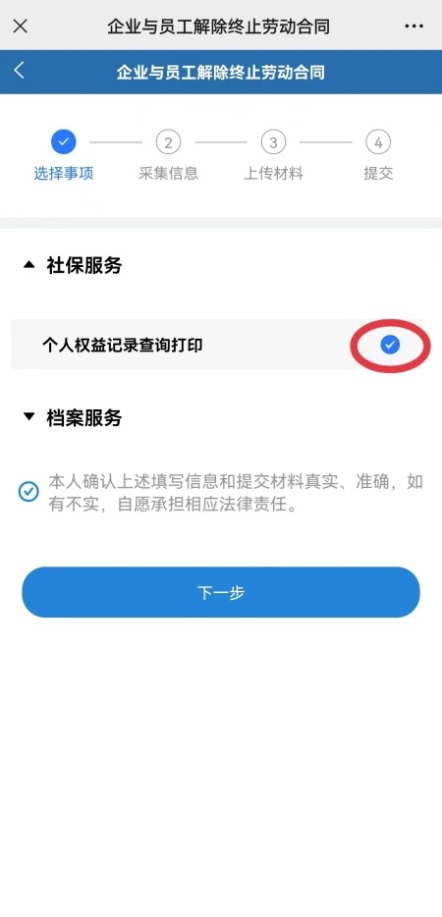 企业与员工解除终止劳动合同
企业与员工解除终止劳动合同
2
3
4
选择事项
采集信息
上传材料
提交
社保服务
个人权益记录查询打印
档案服务
本人确认上述填写信息和提交材料真实、准确，如
有不实，自愿承担相应法律责任。
下一步